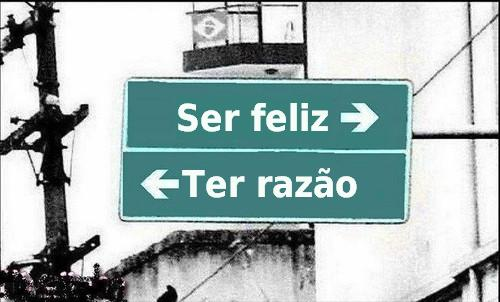 Ser feliz →
← Ter razão